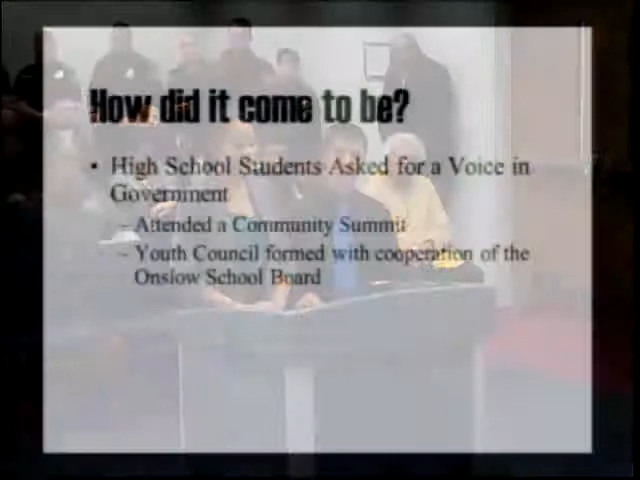 How did it come to be?
• High School Students Asked for a Voice in
Government
– Attended a Community Summit
– Youth Council formed with cooperation of the
Onslow School Board